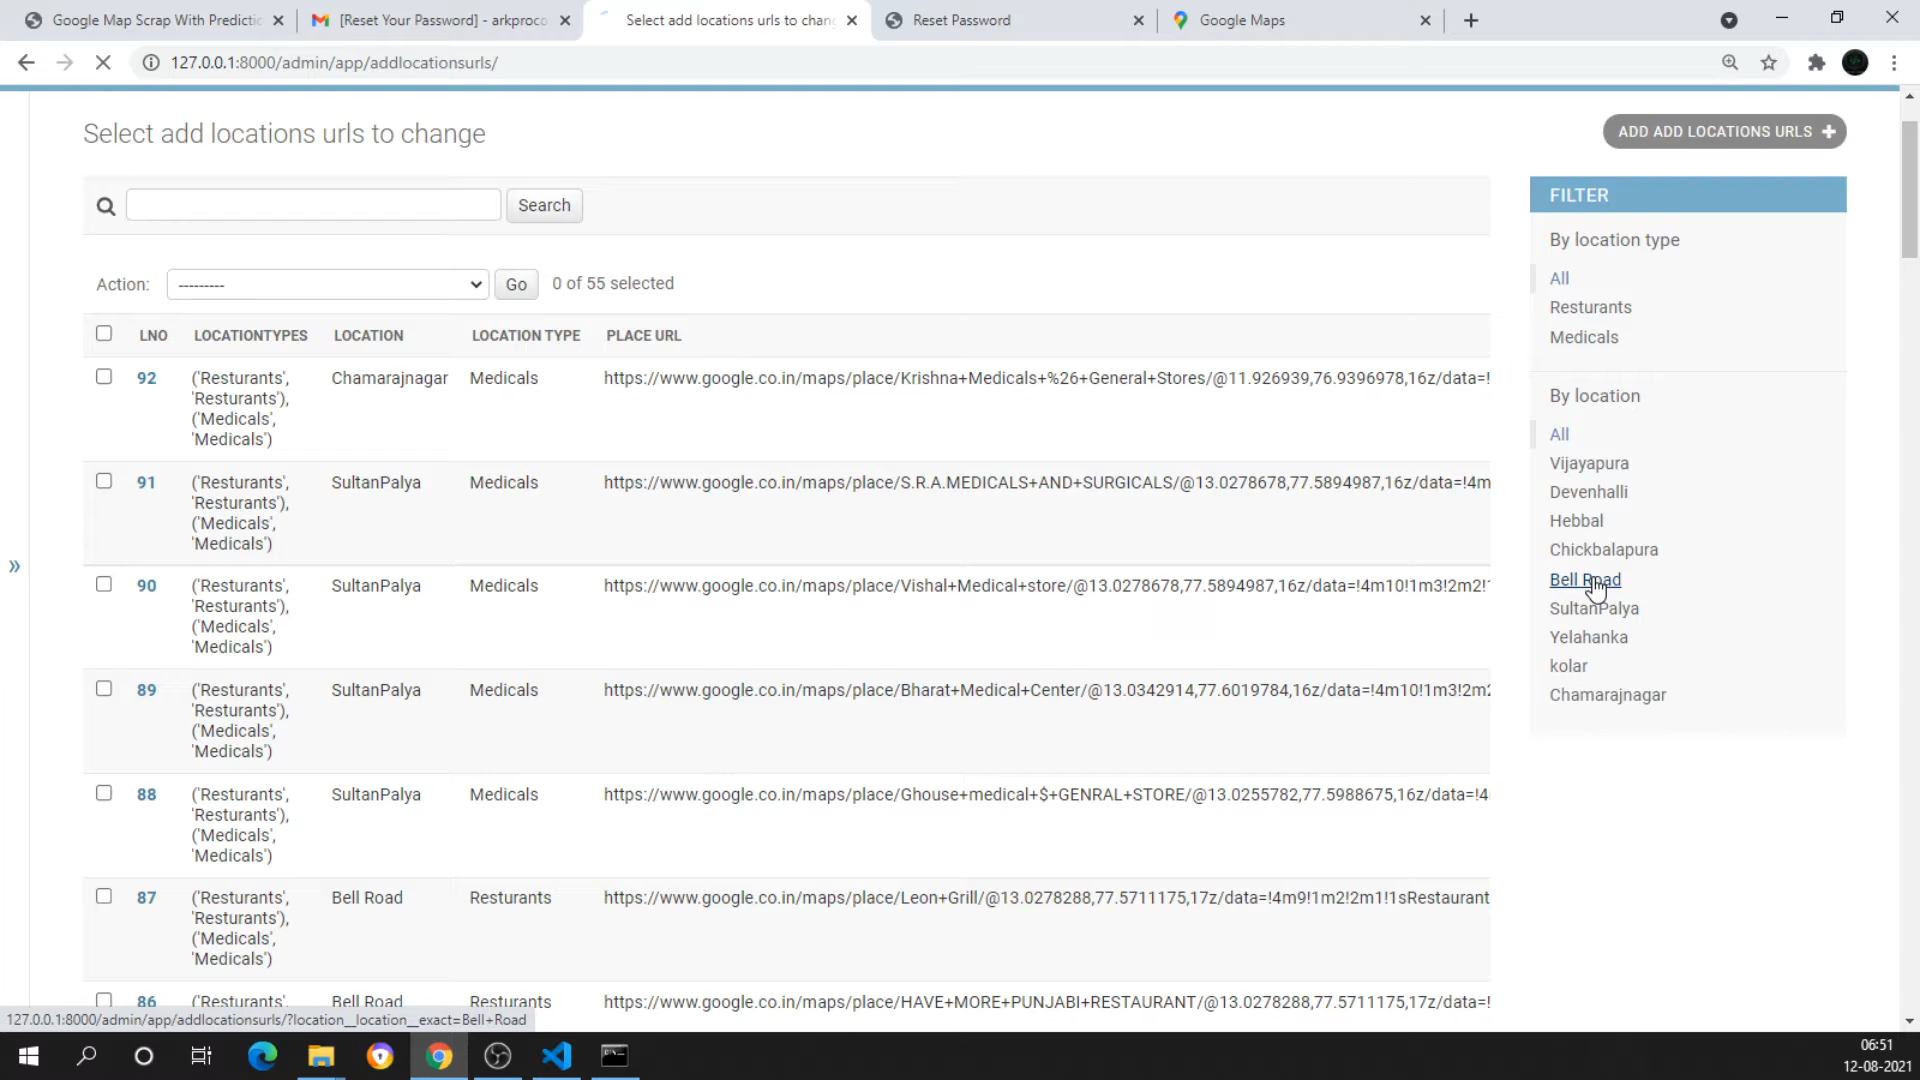 Google Map Scrap With Predictio
[Reset Your Password] - arkproco
Select add locations urls to chan
Reset Password
Google Maps
127.0.0.1:8000/admin/app/addlocationsurls/
Select add locations urls to change
ADD ADD LOCATIONS URLS +
Search
FILTER
By location type
All
Resturants
Medicals
By location
All
Vijayapura
Devenhalli
Hebbal
Chickbalapura
Bell Road
SultanPalya
Yelahanka
kolar
Chamarajnagar
Action: --------- Go 0 of 55 selected
LNO LOCATIONTYPES LOCATION LOCATION TYPE PLACE URL
92 ('Resturants', Chamarajnagar Medicals https://www.google.co.in/maps/place/Krishna+Medicals+%26+General+Stores/@11.926939,76.9396978,16z/data=!
'Resturants'),
('Medicals',
'Medicals')
91 ('Resturants', SultanPalya Medicals https://www.google.co.in/maps/place/S.R.A.MEDICALS+AND+SURGICALS/@13.0278678,77.5894987,16z/data=!4m
'Resturants'),
('Medicals',
'Medicals')
90 ('Resturants', SultanPalya Medicals https://www.google.co.in/maps/place/Vishal+Medical+store/@13.0278678,77.5894987,16z/data=!4m10!1m3!2m2!
'Resturants'),
('Medicals',
'Medicals')
89 ('Resturants', SultanPalya Medicals https://www.google.co.in/maps/place/Bharat+Medical+Center/@13.0342914,77.6019784,16z/data=!4m10!1m3!2m2
'Resturants'),
('Medicals',
'Medicals')
88 ('Resturants', SultanPalya Medicals https://www.google.co.in/maps/place/Ghouse+medical+$+GENRAL+STORE/@13.0255782,77.5988675,16z/data=!4
'Resturants'),
('Medicals',
'Medicals')
87 ('Resturants', Bell Road Resturants https://www.google.co.in/maps/place/Leon+Grill/@13.0278288,77.5711175,17z/data=!4m9!1m2!2m1!1sRestaurant
'Resturants'),
('Medicals',
'Medicals')
86 ('Resturants', Bell Road Resturants https://www.google.co.in/maps/place/HAVE+MORE+PUNJABI+RESTAURANT/@13.0278288,77.5711175,17z/data=!
127.0.0.1:8000/admin/app/addlocationsurls/?location__location__exact=Bell+Road
06:51
12-08-2021